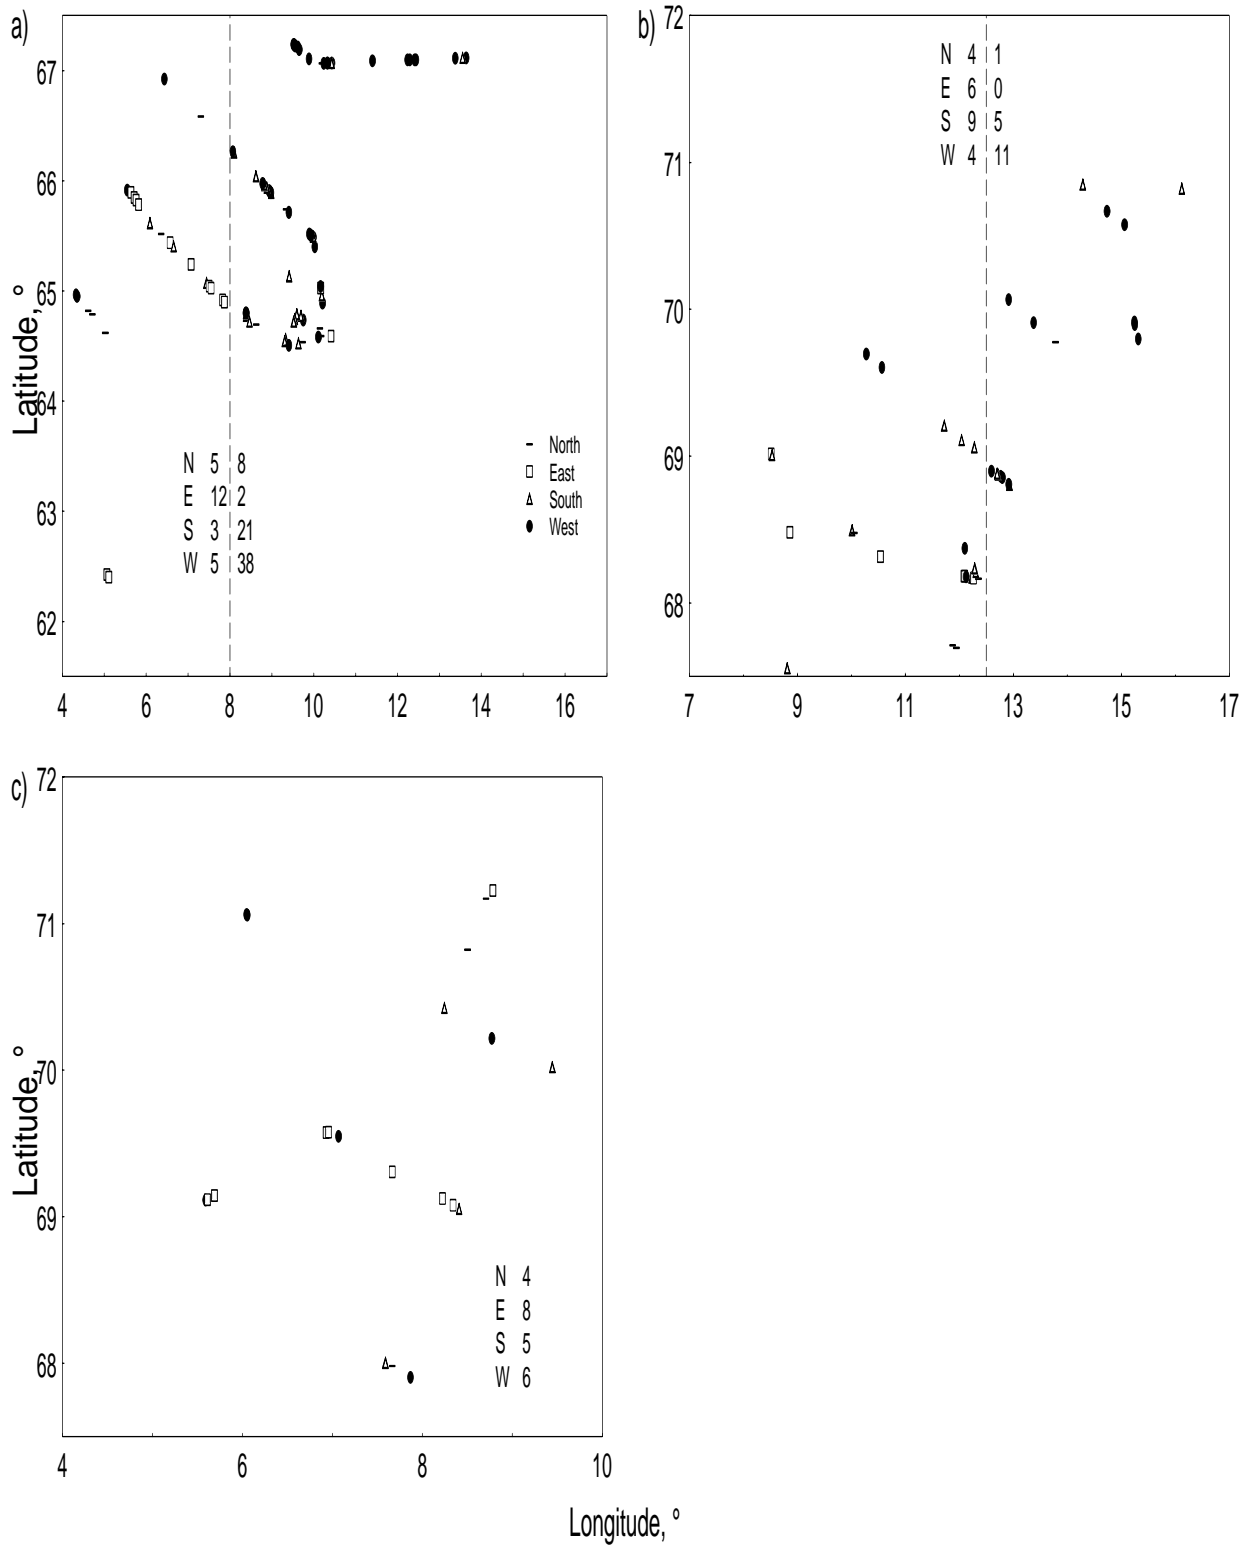 a)
67
66
65
64
63
62
Latitude, °
N 5 8
E 12 2
S 3 21
W 5 38
North
East
South
West
4 6 8 10 12 14 16
b)
72
71
70
69
68
N 4 1
E 6 0
S 9 5
W 4 11
7 9 11 13 15 17
c)
72
71
70
69
68
Latitude, °
N 4
E 8
S 5
W 6
4 6 8 10
Longitude, °